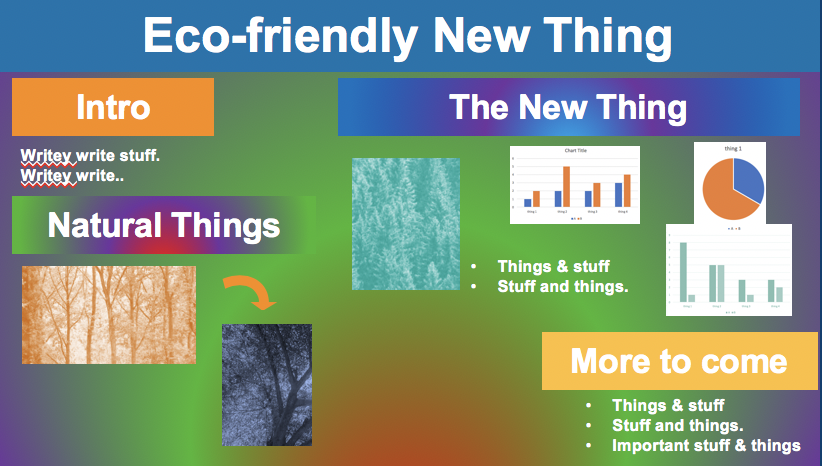 Eco-friendly New Thing
Intro
Writey write stuff.
Writey write..
Natural Things
The New Thing
Chart Title
thing 1
Things & stuff
Stuff and things.
More to come
Things & stuff
Stuff and things.
Important stuff & things